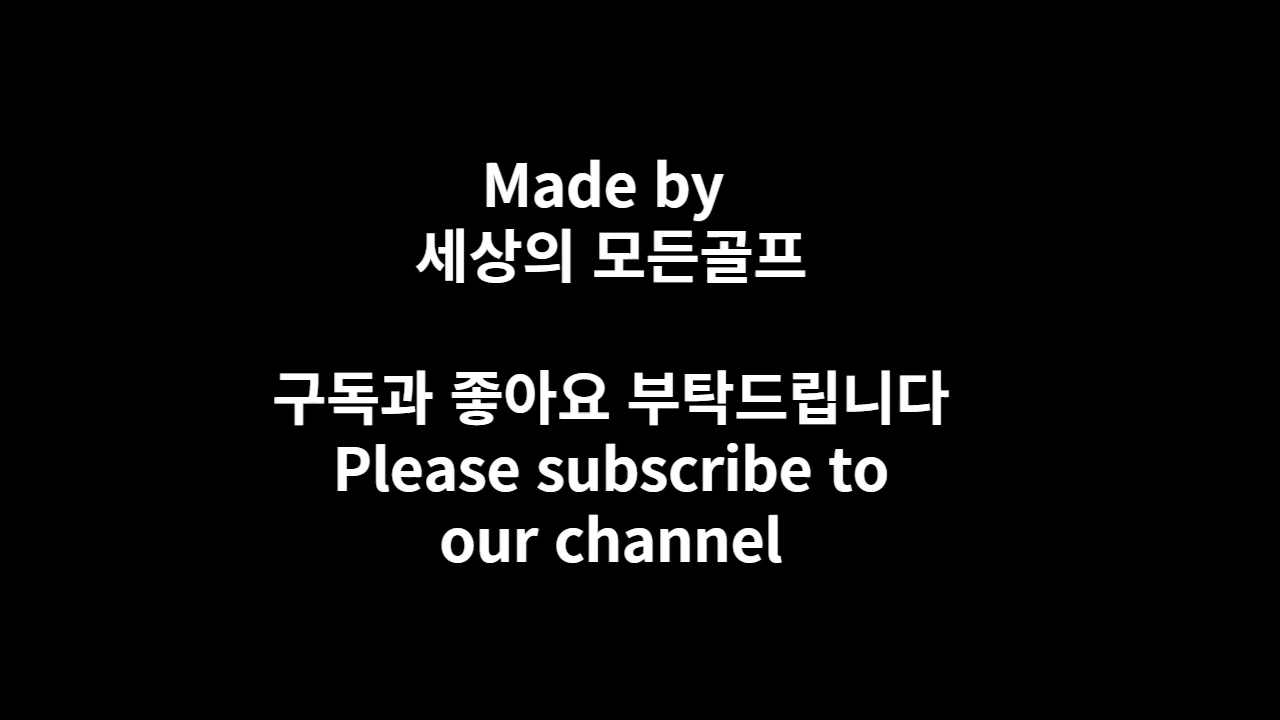 Made by
세상의 모든골프
구독과 좋아요 부탁드립니다
Please subscribe to
our channel